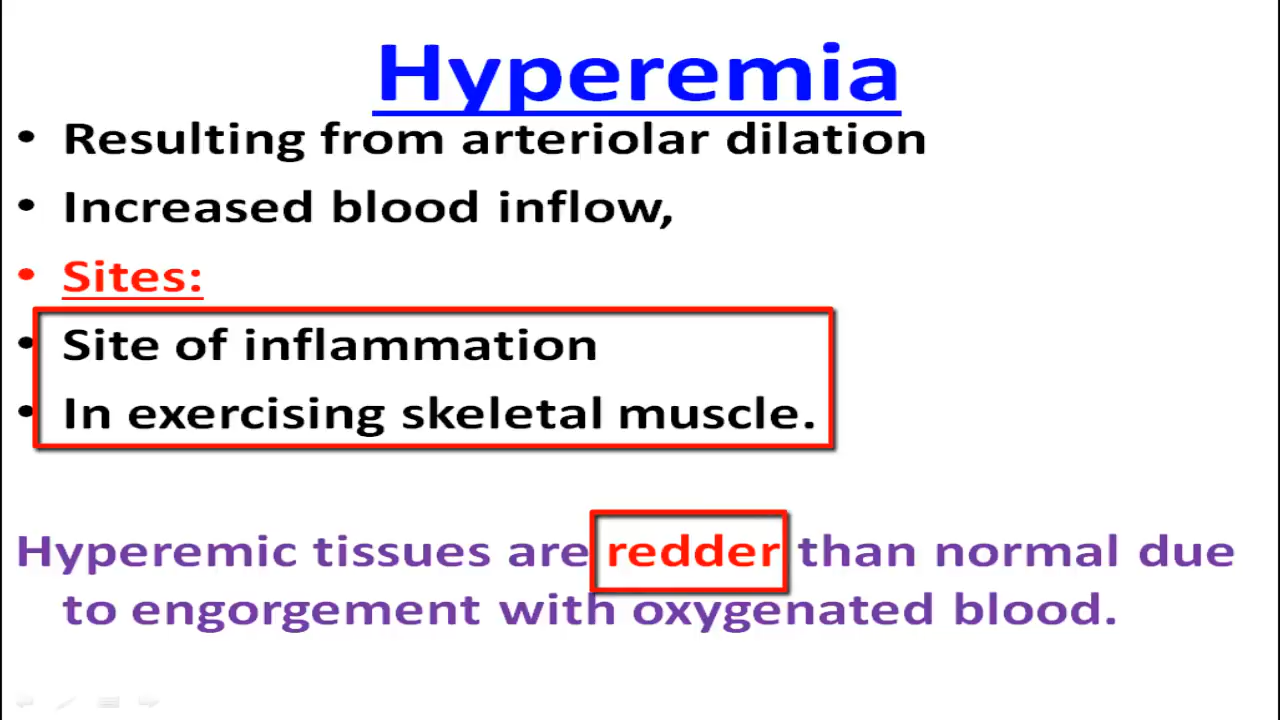 Hyperemia
• Resulting from arteriolar dilation
• Increased blood inflow,
• Sites:
• Site of inflammation
• In exercising skeletal muscle.
Hyperemic tissues are redder than normal due
to engorgement with oxygenated blood.